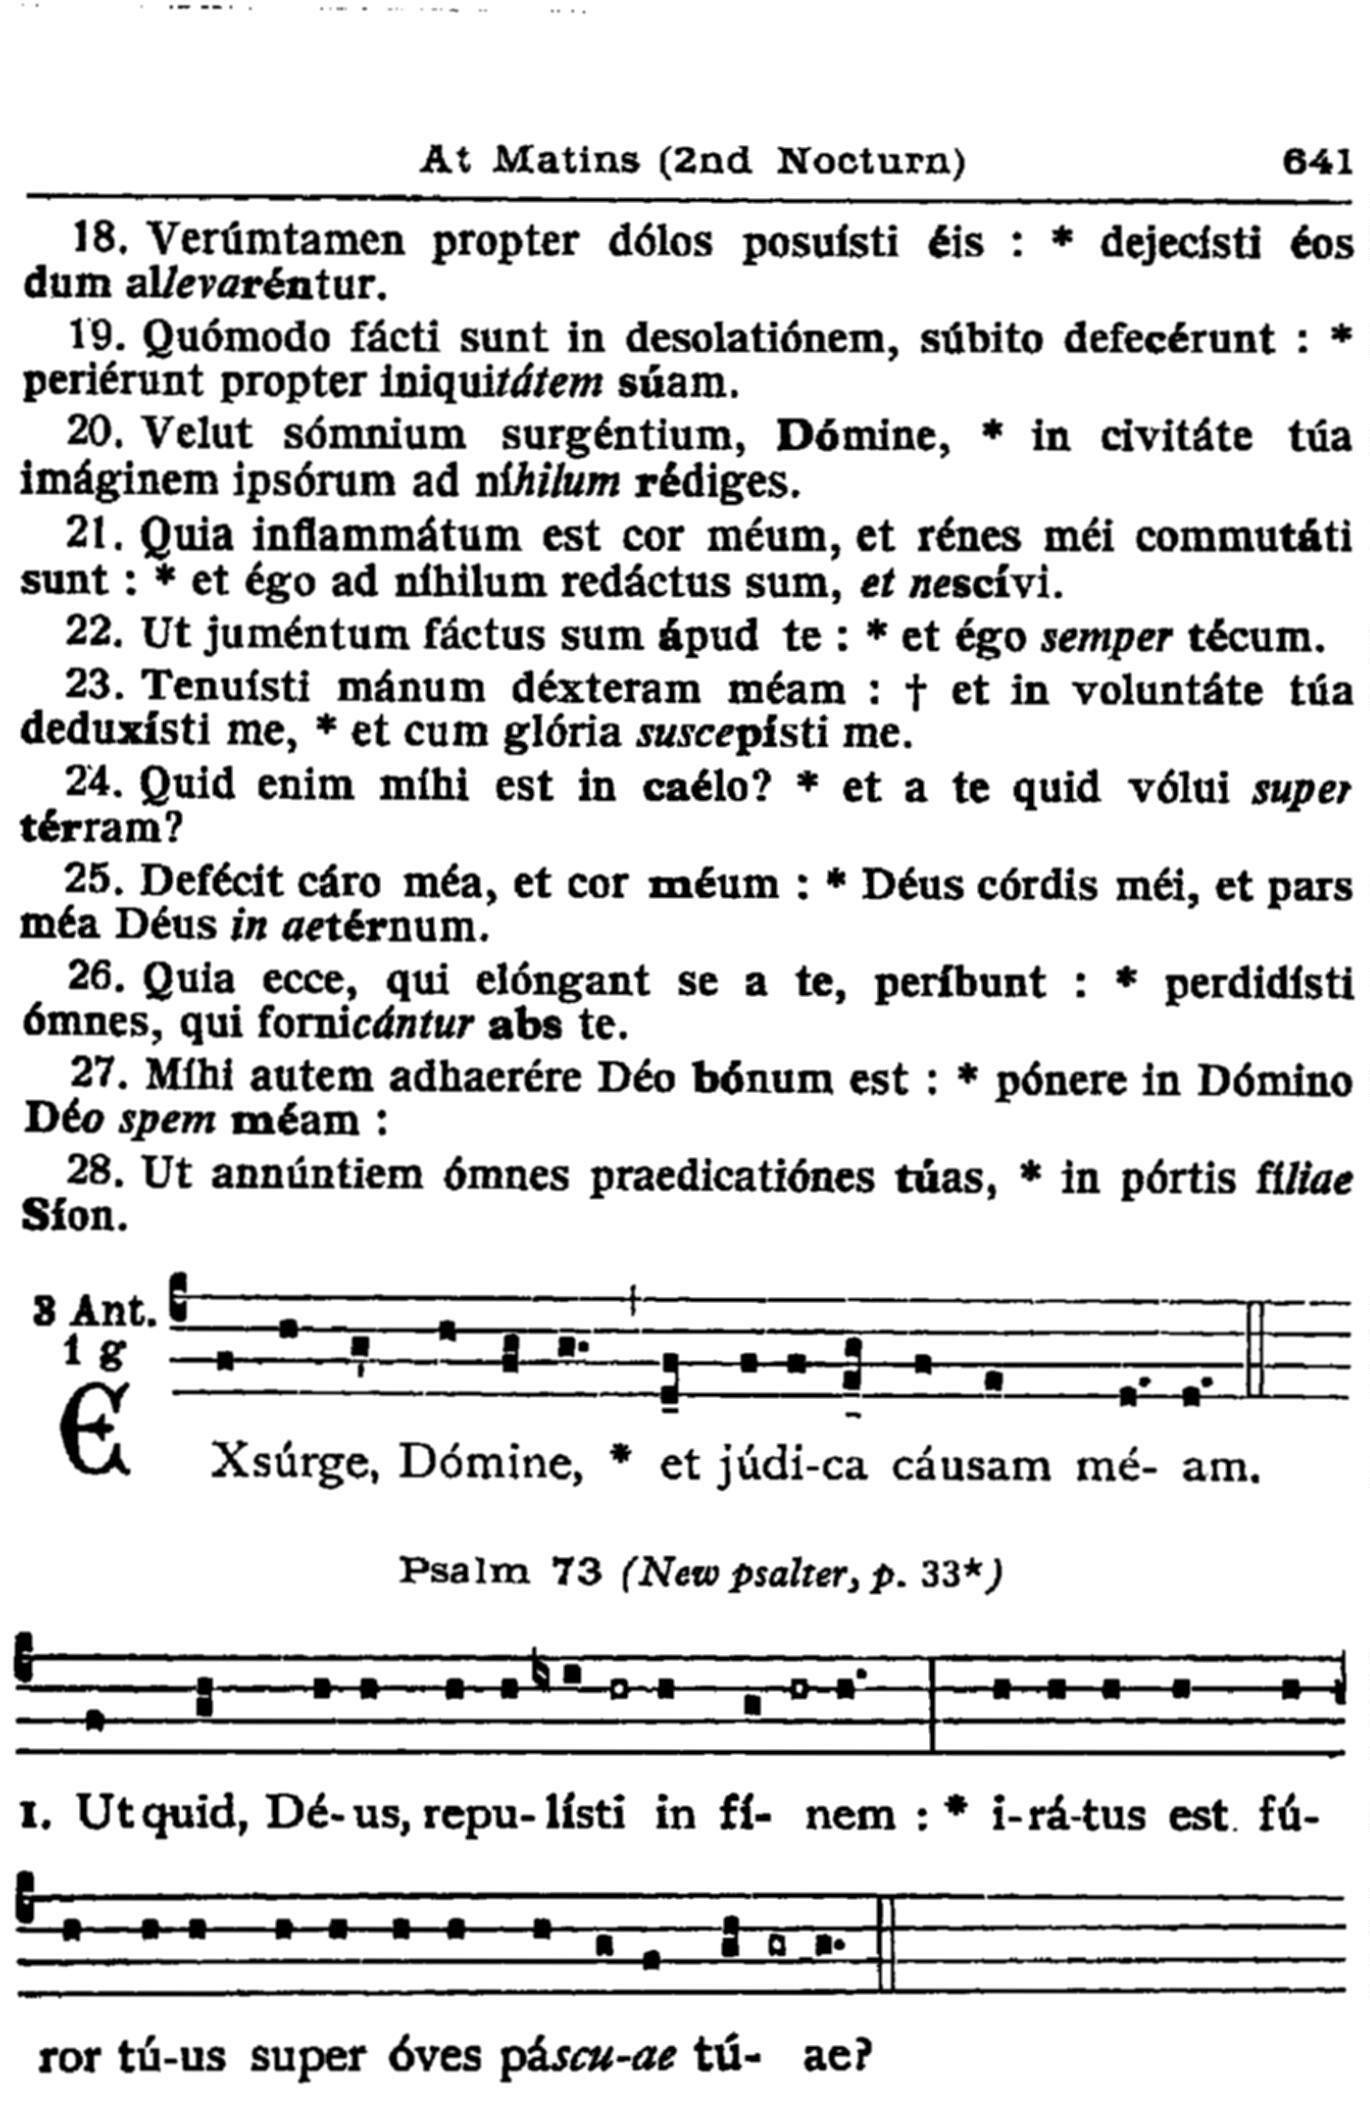 At Matins (2nd Nocturn) 641
18. Verúmtamen propter dólos posuísti éis : * dejecísti éos
dum allevaréntur.
19. Quómodo fácti sunt in desolatiónem, súbito defecérunt : *
periérunt propter iniquitátem súam.
20. Velut sómnium surgéntium, Dómine, * in civitáte túa
imáginem ipsórum ad níhilum rédiges.
21. Quia inflammátum est cor méum, et rénes méi commutáti
sunt : * et égo ad níhilum redáctus sum, et nescívi.
22. Ut juméntum fáctus sum ápud te : * et égo semper técum.
23. Tenuísti mánum déxteram méam : † et in voluntáte túa
deduxísti me, * et cum glória suscepísti me.
24. Quid enim míhi est in caélo? * et a te quid vólui super
térram?
25. Defécit cáro méa, et cor méum : * Déus córdis méi, et pars
méa Déus in aetérnum.
26. Quia ecce, qui elóngant se a te, períbunt : * perdidísti
ómnes, qui fornicántur abs te.
27. Míhi autem adhaerére Déo bónum est : * pónere in Dómino
Déo spem méam :
28. Ut annúntiem ómnes praedicatiónes túas, * in pórtis fíliae
Síon.
3 Ant.
1 g
EXsúrge, Dómine, * et júdi-ca cáusam mé- am.
Psalm 73 (New psalter, p. 33*)
1. Ut quid, Dé-us, repu-lísti in fí- nem : * i-rá-tus est fú-
ror tú-us super óves páscu-ae tú- ae?